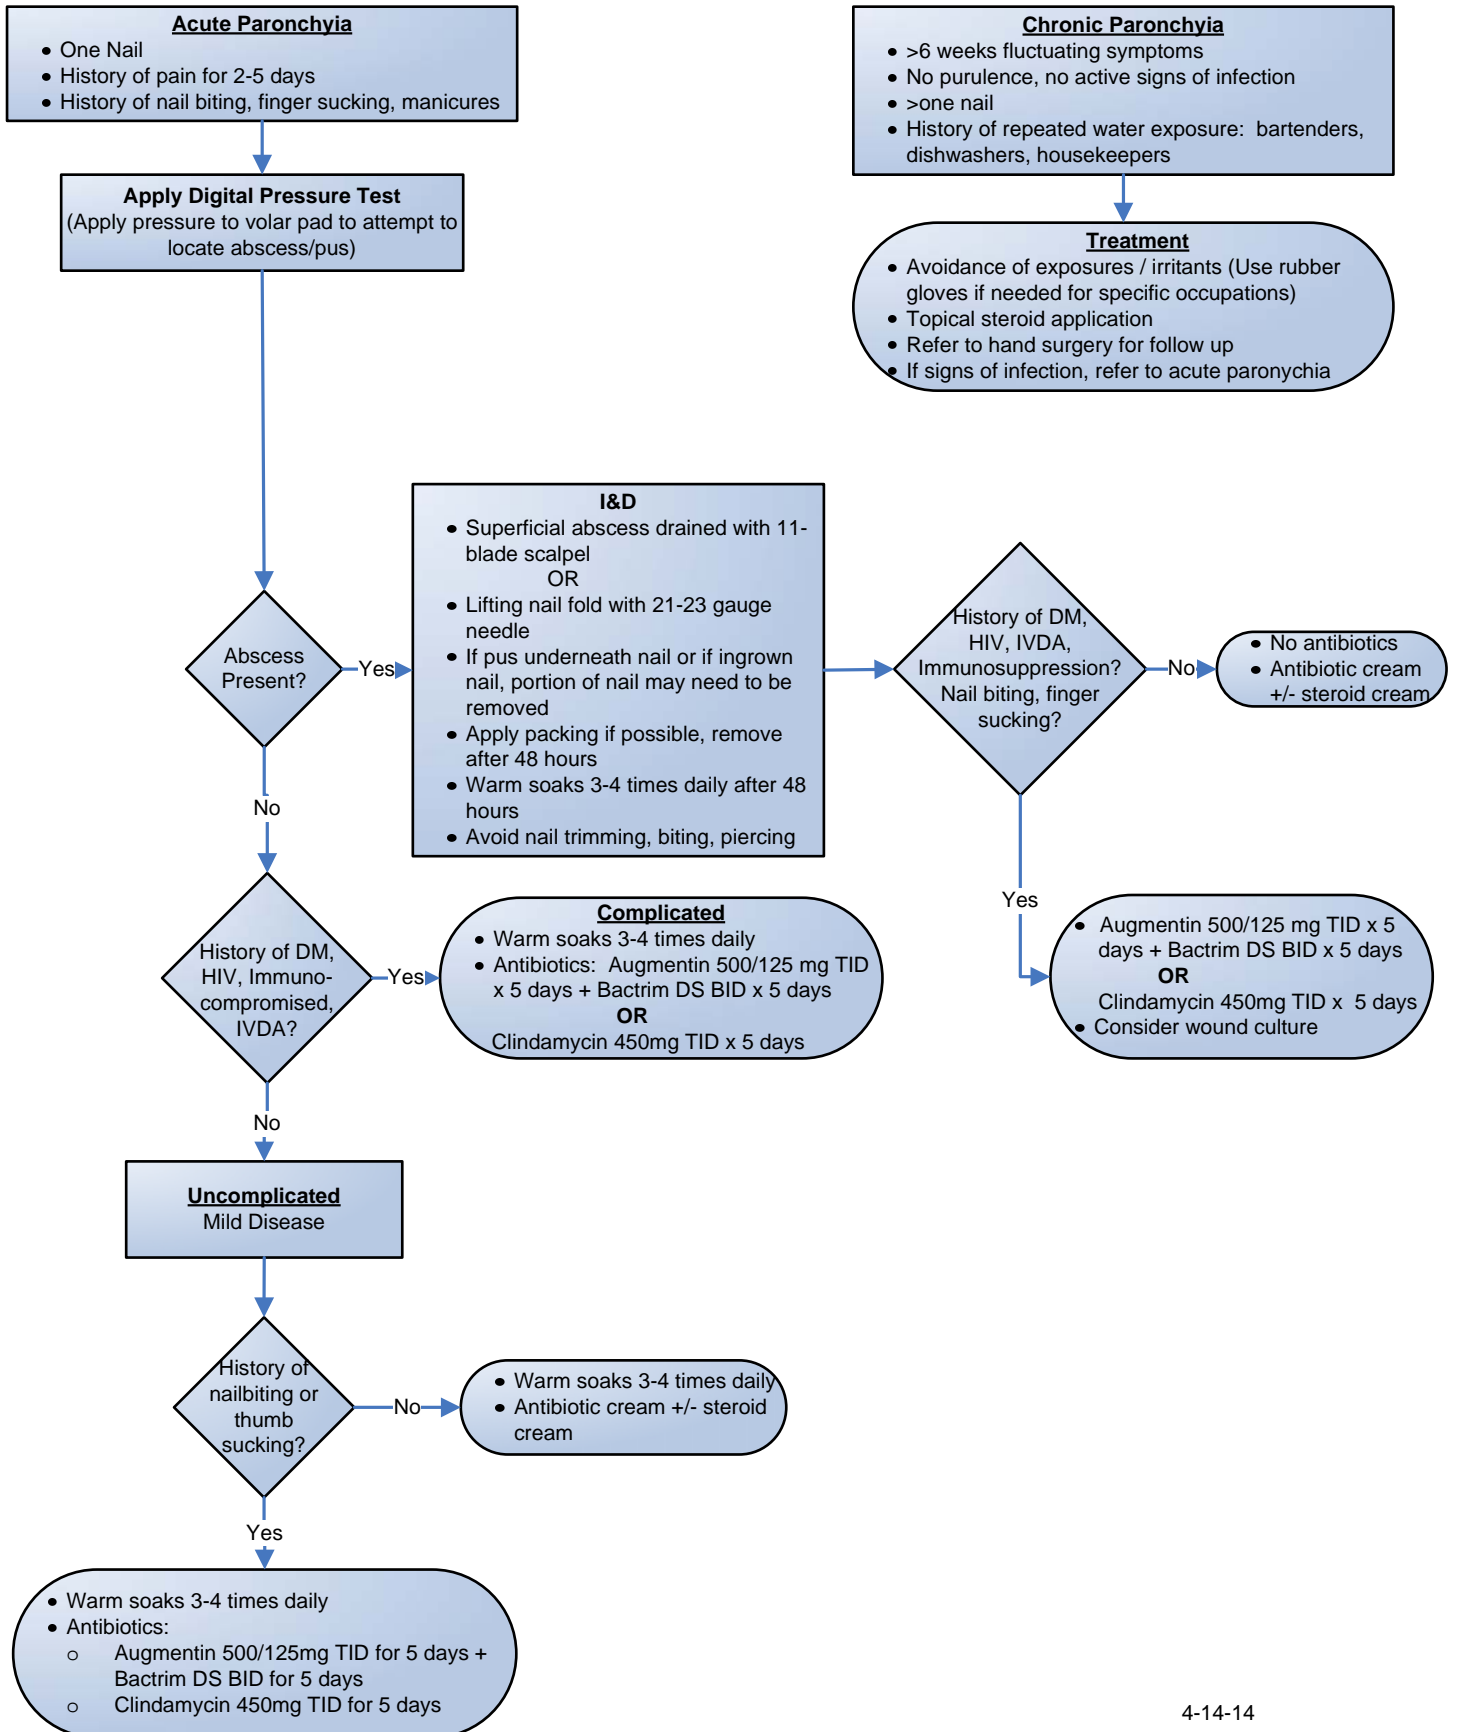 Acute Paronchyia
• One Nail
• History of pain for 2-5 days
• History of nail biting, finger sucking, manicures
Apply Digital Pressure Test
(Apply pressure to volar pad to attempt to
locate abscess/pus)
Chronic Paronchyia
• >6 weeks fluctuating symptoms
• No purulence, no active signs of infection
• >one nail
• History of repeated water exposure: bartenders,
dishwashers, housekeepers
Treatment
• Avoidance of exposures / irritants (Use rubber
gloves if needed for specific occupations)
• Topical steroid application
• Refer to hand surgery for follow up
• If signs of infection, refer to acute paronychia
Abscess
Present?
Yes
I&D
• Superficial abscess drained with 11-
blade scalpel
OR
• Lifting nail fold with 21-23 gauge
needle
• If pus underneath nail or if ingrown
nail, portion of nail may need to be
removed
• Apply packing if possible, remove
after 48 hours
• Warm soaks 3-4 times daily after 48
hours
• Avoid nail trimming, biting, piercing
History of DM,
HIV, IVDA,
Immunosuppression?
Nail biting, finger
sucking?
No
• No antibiotics
• Antibiotic cream
+/- steroid cream
Yes
• Augmentin 500/125 mg TID x 5
days + Bactrim DS BID x 5 days
OR
Clindamycin 450mg TID x 5 days
• Consider wound culture
No
History of DM,
HIV, Immuno-
compromised,
IVDA?
Yes
Complicated
• Warm soaks 3-4 times daily
• Antibiotics: Augmentin 500/125 mg TID
x 5 days + Bactrim DS BID x 5 days
OR
Clindamycin 450mg TID x 5 days
No
Uncomplicated
Mild Disease
History of
nailbiting or
thumb
sucking?
No
• Warm soaks 3-4 times daily
• Antibiotic cream +/- steroid
cream
Yes
• Warm soaks 3-4 times daily
• Antibiotics:
o Augmentin 500/125mg TID for 5 days +
Bactrim DS BID for 5 days
o Clindamycin 450mg TID for 5 days
4-14-14